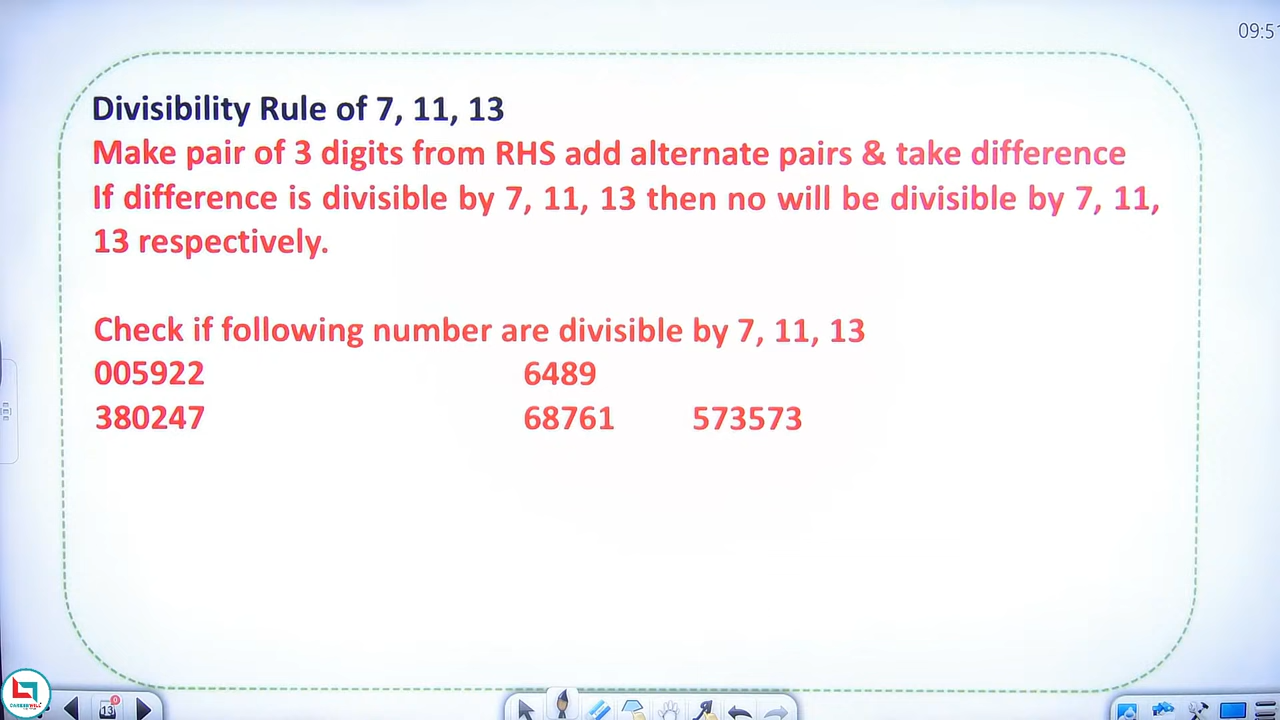 09:51
Divisibility Rule of 7, 11, 13
Make pair of 3 digits from RHS add alternate pairs & take difference
If difference is divisible by 7, 11, 13 then no will be divisible by 7, 11,
13 respectively.
Check if following number are divisible by 7, 11, 13
005922 6489
380247 68761 573573
13
CAREERWILL